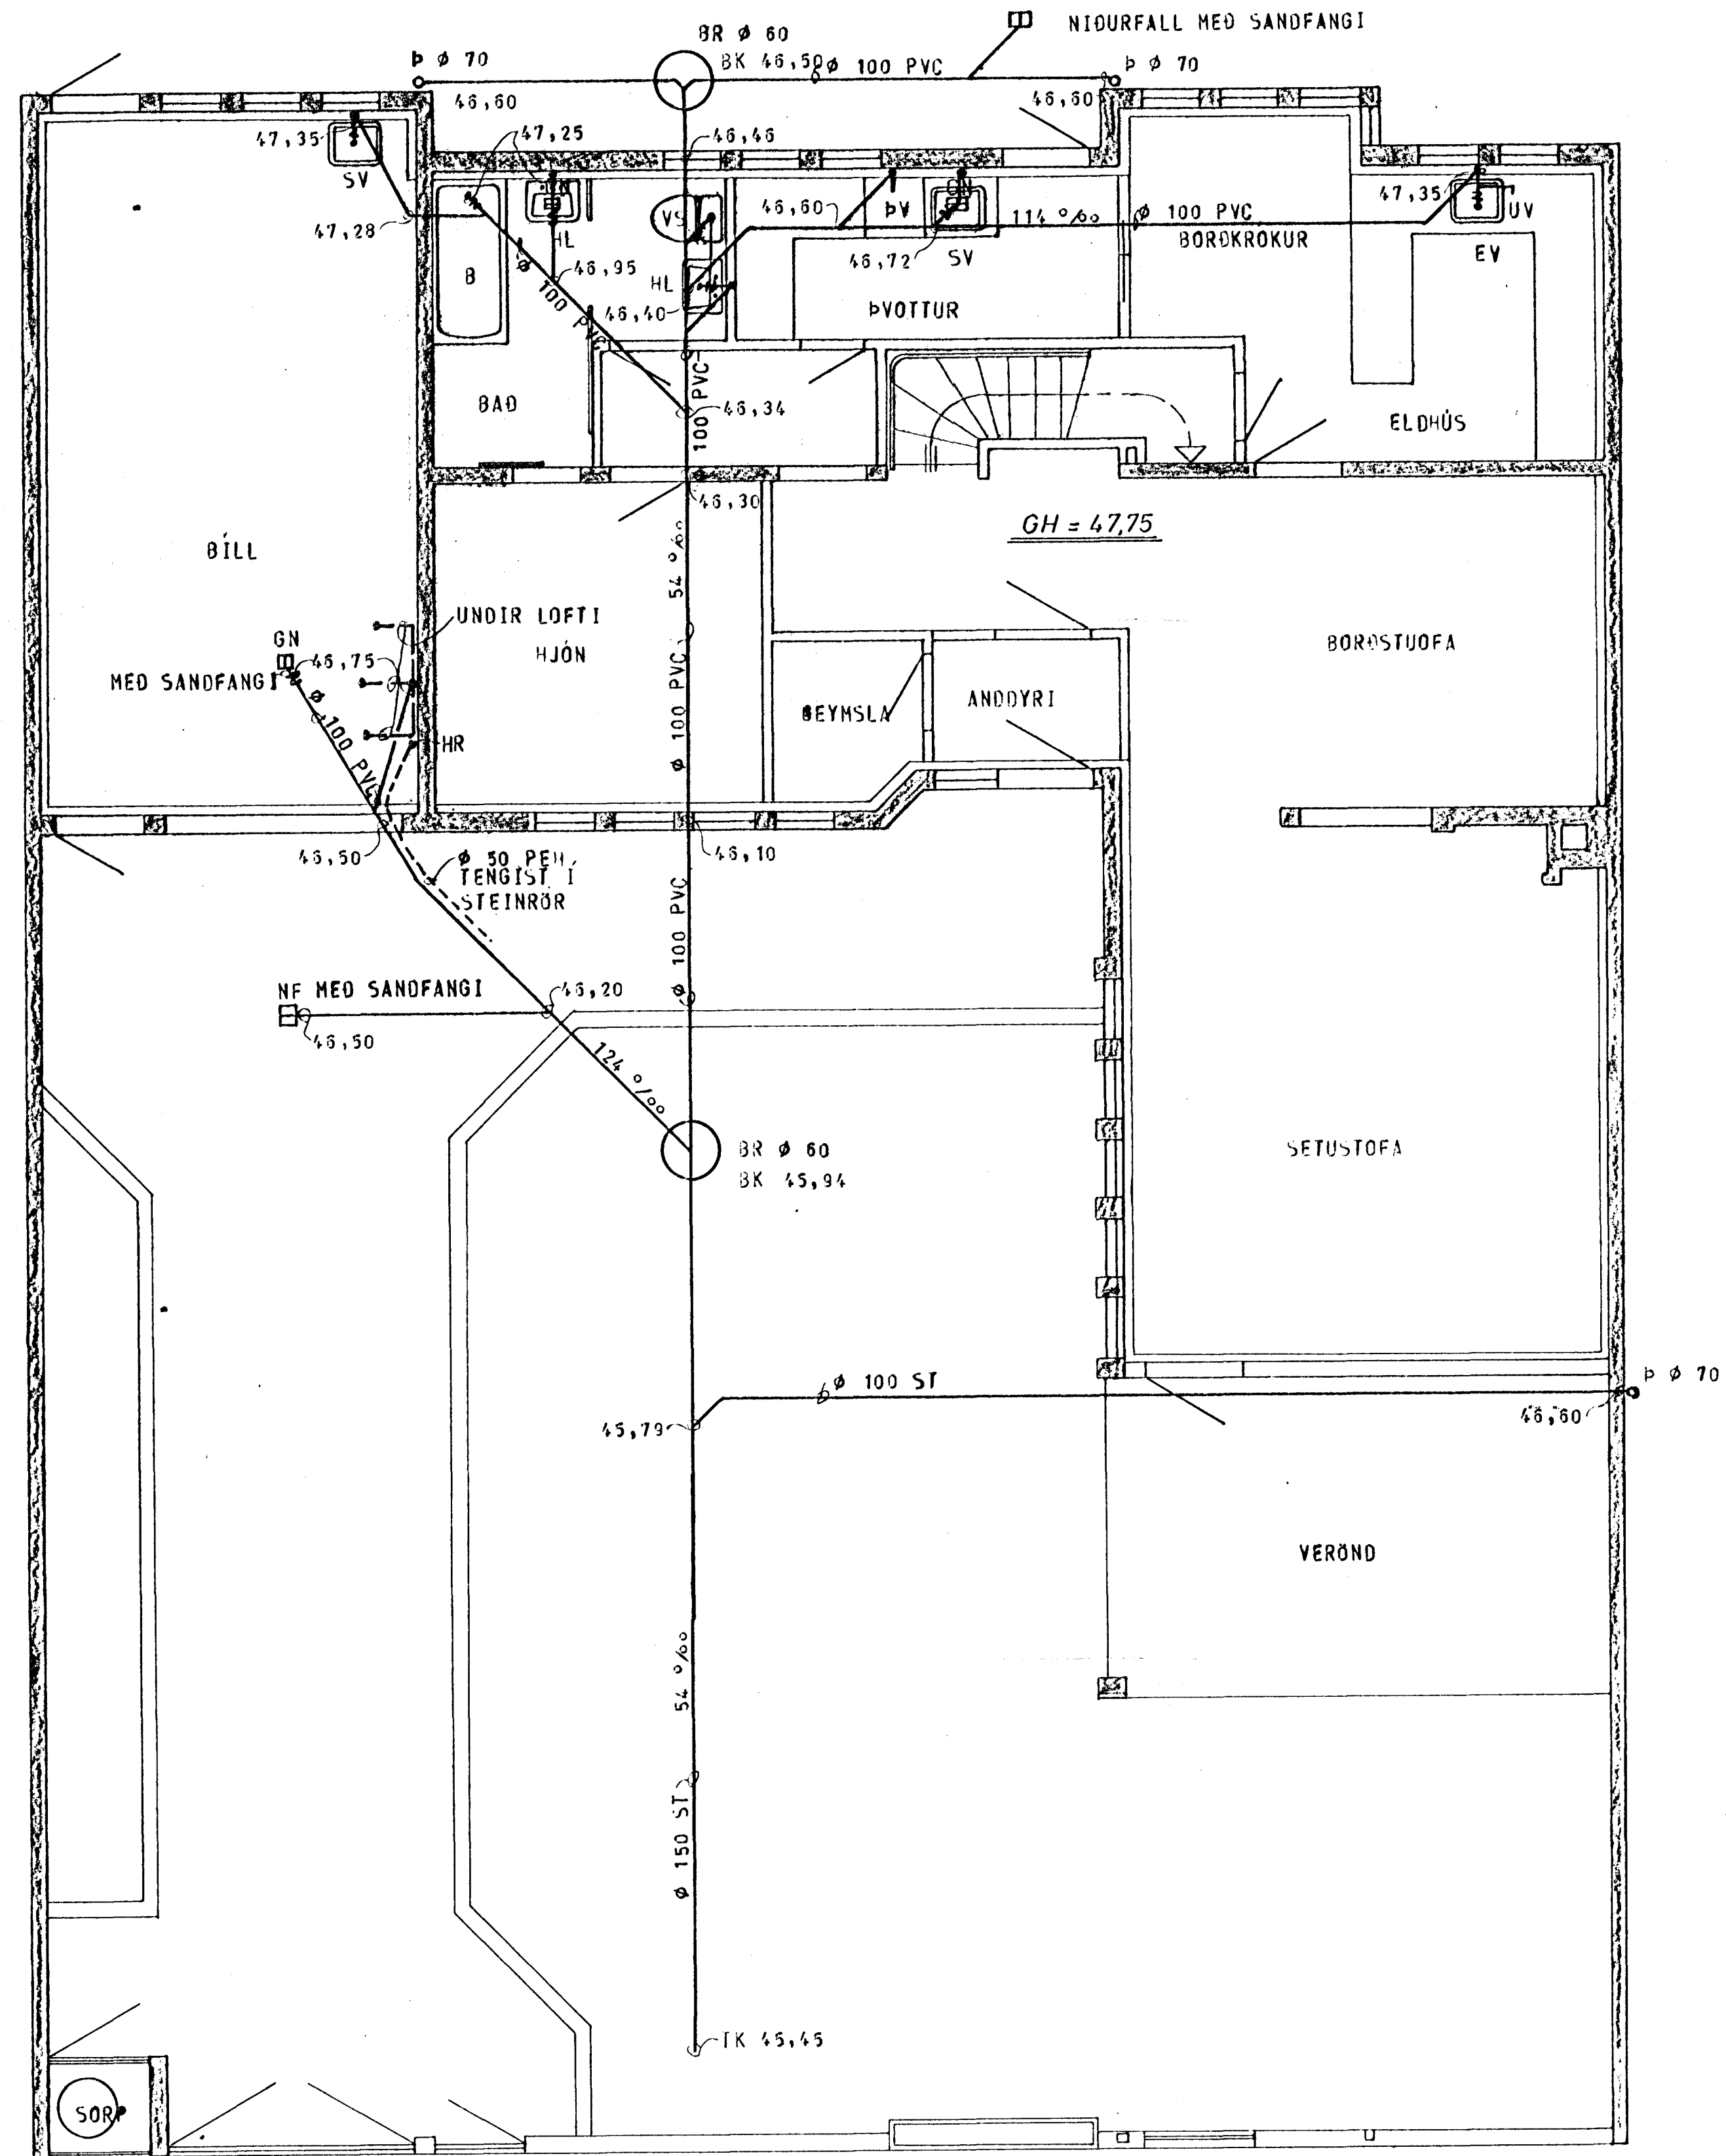 NIÐURFALL MEÐ SANDFANGI
BR Ø 60
BK 46,50
Þ Ø 70
Ø 100 PVC
Þ Ø 70
46,60
46,60
47,35
SV
47,25
46,46
47,28
HL
VS
46,60
ÞV
GN
114 °/oo
Ø 100 PVC
47,35
UV
BORÐKRÓKUR
EV
46,72
SV
B
46,95
HL
Ø 100 PVC
46,40
ÞVOTTUR
100 PVC
BAÐ
46,34
ELDHÚS
46,30
GH = 47,75
BÍLL
54 °/oo
UNDIR LOFTI
GN
HJÓN
46,75
MEÐ SANDFANGI
BORÐSTUOFA
Ø 100 PVC
Ø 100 PVC
GEYMSLA
ANDDYRI
HR
46,50
46,10
Ø 50 PEH,
TENGIST Í
STEINRÖR
Ø 100 PVC
NF MEÐ SANDFANGI
46,20
46,50
124 °/oo
BR Ø 60
BK 45,94
SETUSTOFA
Ø 100 ST
Þ Ø 70
46,60
45,79
VERÖND
54 °/oo
Ø 150 ST
TK 45,45
SORP